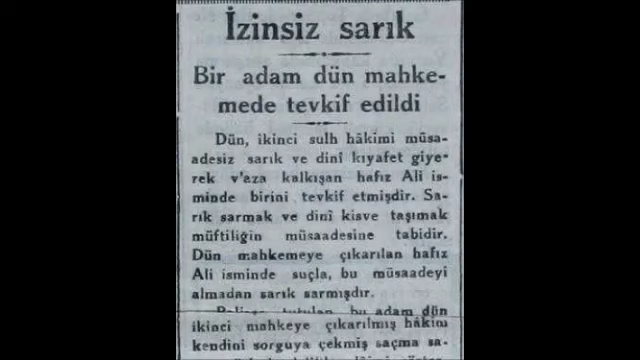 İzinsiz sarık
Bir adam dün mahke-
mede tevkif edildi
Dün, ikinci sulh hâkimi müsa-
adesiz sarık ve dinî kıyafet giye-
rek v'aza kalkışan hafız Ali is-
minde birini tevkif etmişdir. Sa-
rık sarmak ve dinî kisve taşımak
müftiliğin müsaadesine tabidir.
Dün mahkemeye çıkarılan hafız
Ali isminde suçla, bu müsaadeyi
almadan sarık sarmışdır.
bu adam dün
ikinci mahkeye çıkarılmış hâkim
kendini sorguya çekmiş saçma sa-